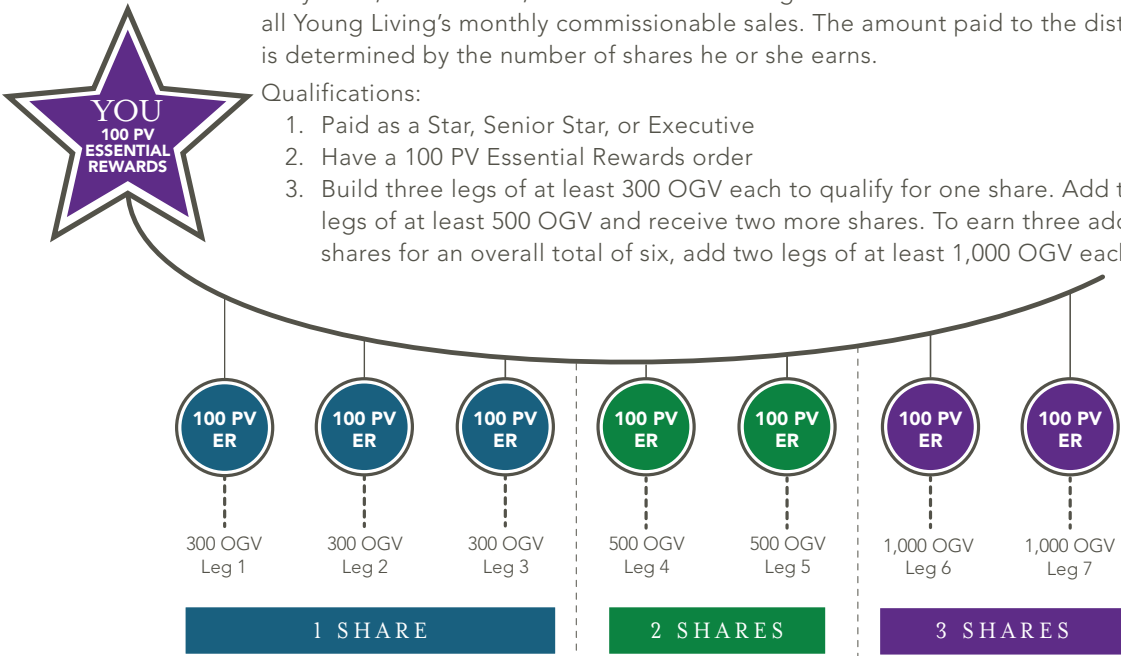 all Young Living’s monthly commissionable sales. The amount paid to the
is determined by the number of shares he or she earns.
YOU
100 PV
ESSENTIAL
REWARDS
Qualifications:
1. Paid as a Star, Senior Star, or Executive
2. Have a 100 PV Essential Rewards order
3. Build three legs of at least 300 OGV each to qualify for one share. Add
legs of at least 500 OGV and receive two more shares. To earn three
shares for an overall total of six, add two legs of at least 1,000 OGV
100 PV ER
100 PV ER
100 PV ER
100 PV ER
100 PV ER
100 PV ER
100 PV ER
300 OGV Leg 1
300 OGV Leg 2
300 OGV Leg 3
500 OGV Leg 4
500 OGV Leg 5
1,000 OGV Leg 6
1,000 OGV Leg 7
1 SHARE
2 SHARES
3 SHARES